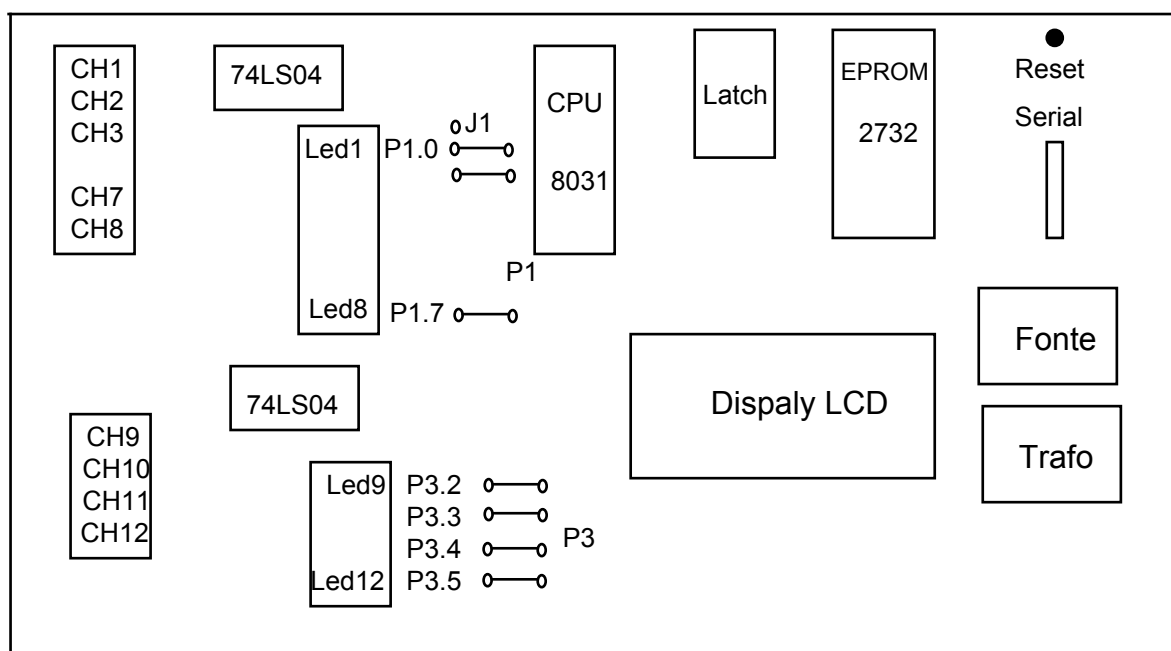 CH1
CH2
CH3
CH7
CH8
74LS04
Led1
Led8
P1.0
J1
P1.7
P1
CPU
8031
Latch
EPROM
2732
Reset
Serial
Fonte
Trafo
Dispaly LCD
74LS04
CH9
CH10
CH11
CH12
Led9
Led12
P3.2
P3.3
P3.4
P3.5
P3